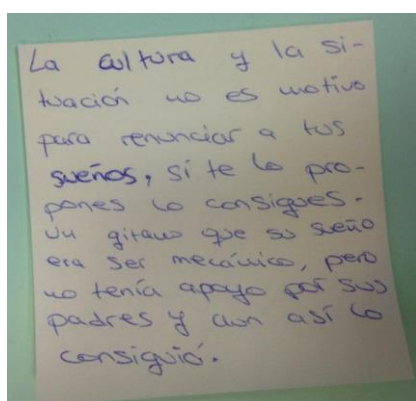 La cultura y la si-
tuación no es motivo
para renunciar a tus
sueños, si te lo pro-
pones lo consigues.
Un gitano que su sueño
era ser mecánico, pero
no tenía apoyo por sus
padres y aun así lo
consiguió.